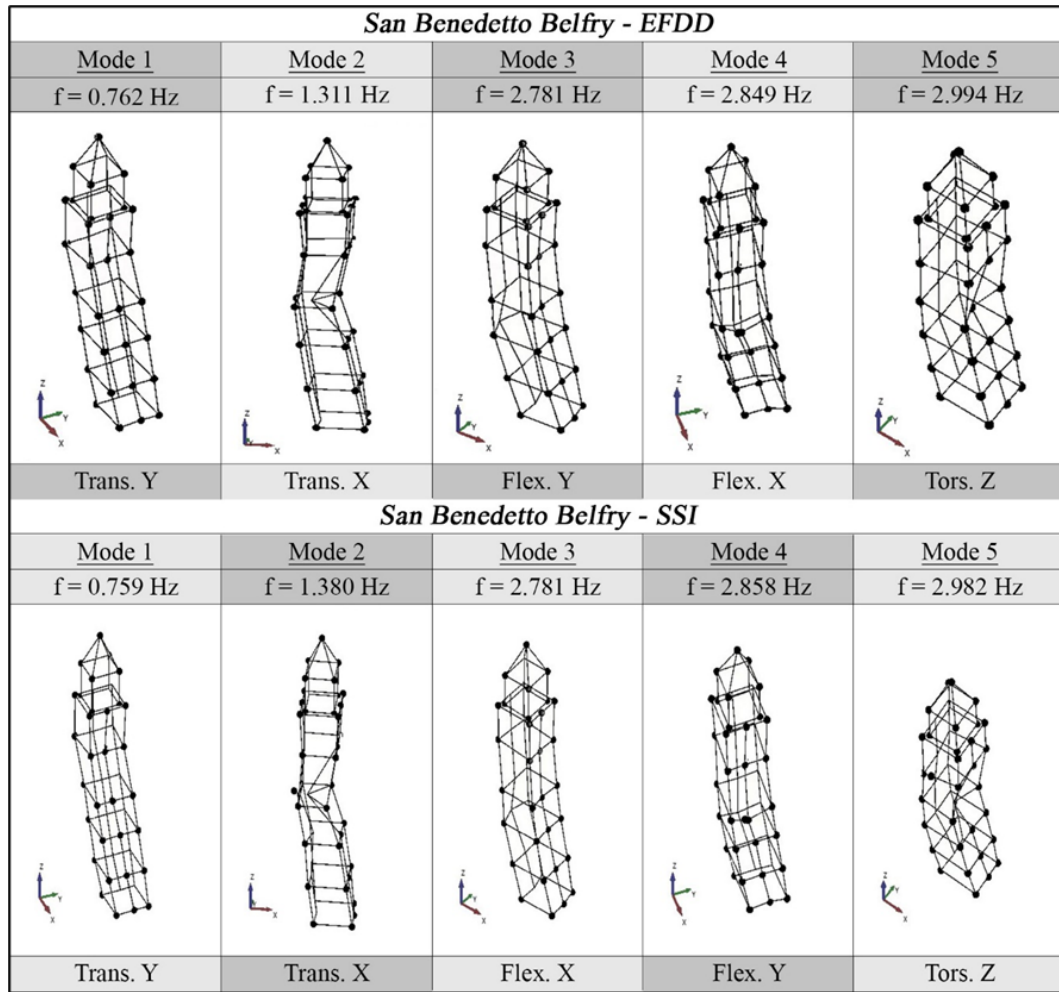 San Benedetto Belfry - EFDD
Mode 1 Mode 2 Mode 3 Mode 4 Mode 5
f = 0.762 Hz f = 1.311 Hz f = 2.781 Hz f = 2.849 Hz f = 2.994 Hz
Z Y X Z X Z Y X Z Y X Z Y X
Trans. Y Trans. X Flex. Y Flex. X Tors. Z
San Benedetto Belfry - SSI
Mode 1 Mode 2 Mode 3 Mode 4 Mode 5
f = 0.759 Hz f = 1.380 Hz f = 2.781 Hz f = 2.858 Hz f = 2.982 Hz
Z Y X Z X Z Y X Z Y X Z Y X
Trans. Y Trans. X Flex. X Flex. Y Tors. Z